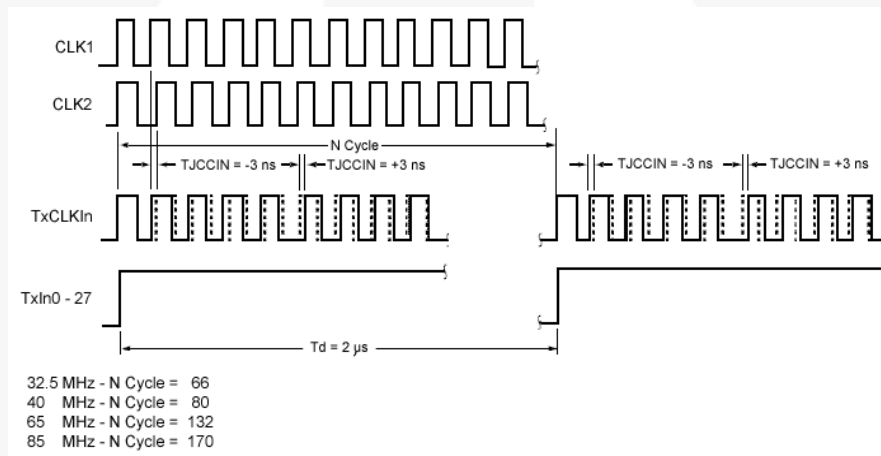 CLK1
CLK2
N Cycle
TJCCIN = -3 ns
TJCCIN = +3 ns
TJCCIN = -3 ns
TJCCIN = +3 ns
TxCLKIn
TxIn0 - 27
Td = 2 µs
32.5 MHz - N Cycle = 66
40 MHz - N Cycle = 80
65 MHz - N Cycle = 132
85 MHz - N Cycle = 170